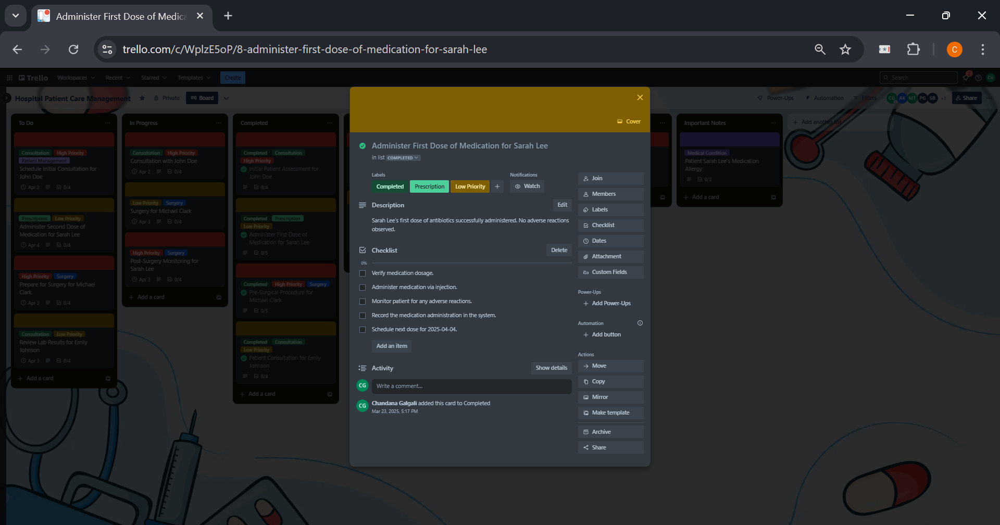 Administer First Dose of Medica
trello.com/c/WplzE5oP/8-administer-first-dose-of-medication-for-sarah-lee
C
Trello
Workspaces
Recent
Starred
Templates
Create
Search
2
CG
Hospital Patient Care Management
Private
Board
Power-Ups
Automation
Filters
CG
AK
MT
PG
SB
+1
Share
To Do
Consultation
High Priority
Patient Management
Schedule Initial Consultation for
John Doe
Apr 2
0/4
Prescription
Low Priority
Administer Second Dose of
Medication for Sarah Lee
Apr 4
0/4
High Priority
Surgery
Prepare for Surgery for Michael
Clark
Apr 3
0/4
Consultation
Low Priority
Review Lab Results for Emily
Johnson
Apr 3
0/4
+ Add a card
In Progress
Consultation
High Priority
Consultation with John Doe
Apr 2
0/4
Low Priority
Surgery
Surgery for Michael Clark
Apr 3
0/4
High Priority
Surgery
Post-Surgery Monitoring for
Sarah Lee
Apr 3
0/4
+ Add a card
Completed
Completed
Consultation
High Priority
Initial Patient Assessment for
John Doe
0/4
Completed
Prescription
Low Priority
Administer First Dose of
Medication for Sarah Lee
0/5
Completed
High Priority
Surgery
Pre-Surgical Procedure for
Michael Clark
0/5
Completed
Consultation
Low Priority
Patient Consultation for Emily
Johnson
0/4
+ Add a card
Cover
Administer First Dose of Medication for Sarah Lee
in list COMPLETED
Labels
Completed
Prescription
Low Priority
+
Notifications
Watch
Description
Edit
Sarah Lee's first dose of antibiotics successfully administered. No adverse reactions
observed.
Checklist
Delete
0%
Verify medication dosage.
Administer medication via injection.
Monitor patient for any adverse reactions.
Record the medication administration in the system.
Schedule next dose for 2025-04-04.
Add an item
Activity
Show details
CG
Write a comment...
CG
Chandana Galgali added this card to Completed
Mar 23, 2025, 5:17 PM
Join
Members
Labels
Checklist
Dates
Attachment
Custom Fields
Power-Ups
+ Add Power-Ups
Automation
+ Add button
Actions
Move
Copy
Mirror
Make template
Archive
Share
Important Notes
Medical Condition
Patient Sarah Lee's Medication
Allergy
0/2
+ Add a card
+ Add another list